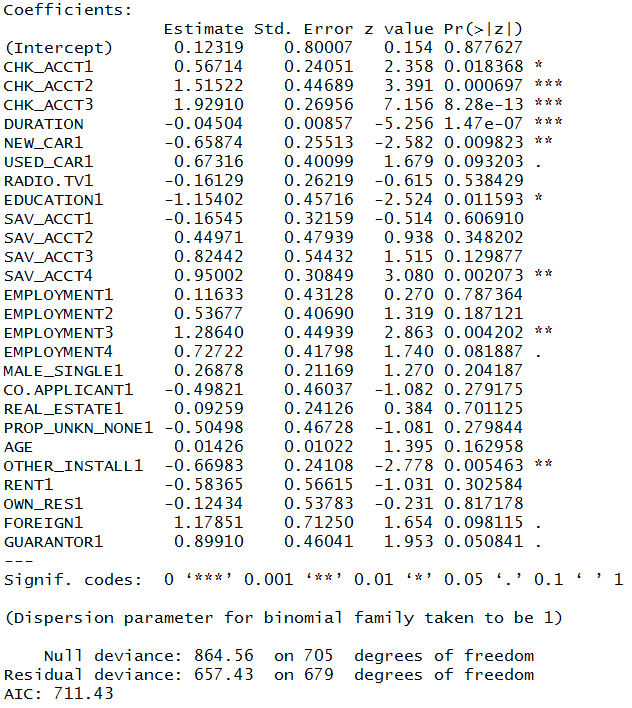 Coefficients:
                Estimate Std. Error z value Pr(>|z|)
(Intercept)      0.12319    0.80007   0.154 0.877627
CHK_ACCT1        0.56714    0.24051   2.358 0.018368 *
CHK_ACCT2        1.51522    0.44689   3.391 0.000697 ***
CHK_ACCT3        1.92910    0.26956   7.156 8.28e-13 ***
DURATION        -0.04504    0.00857  -5.256 1.47e-07 ***
NEW_CAR1        -0.65874    0.25513  -2.582 0.009823 **
USED_CAR1        0.67316    0.40099   1.679 0.093203 .
RADIO.TV1       -0.16129    0.26219  -0.615 0.538429
EDUCATION1      -1.15402    0.45716  -2.524 0.011593 *
SAV_ACCT1       -0.16545    0.32159  -0.514 0.606910
SAV_ACCT2        0.44971    0.47939   0.938 0.348202
SAV_ACCT3        0.82442    0.54432   1.515 0.129877
SAV_ACCT4        0.95002    0.30849   3.080 0.002073 **
EMPLOYMENT1      0.11633    0.43128   0.270 0.787364
EMPLOYMENT2      0.53677    0.40690   1.319 0.187121
EMPLOYMENT3      1.28640    0.44939   2.863 0.004202 **
EMPLOYMENT4      0.72722    0.41798   1.740 0.081887 .
MALE_SINGLE1     0.26878    0.21169   1.270 0.204187
CO.APPLICANT1   -0.49821    0.46037  -1.082 0.279175
REAL_ESTATE1     0.09259    0.24126   0.384 0.701125
PROP_UNKN_NONE1 -0.50498    0.46728  -1.081 0.279844
AGE              0.01426    0.01022   1.395 0.162958
OTHER_INSTALL1  -0.66983    0.24108  -2.778 0.005463 **
RENT1           -0.58365    0.56615  -1.031 0.302584
OWN_RES1        -0.12434    0.53783  -0.231 0.817178
FOREIGN1         1.17851    0.71250   1.654 0.098115 .
GUARANTOR1       0.89910    0.46041   1.953 0.050841 .
---
Signif. codes:  0 ‘***’ 0.001 ‘**’ 0.01 ‘*’ 0.05 ‘.’ 0.1 ‘ ’ 1
(Dispersion parameter for binomial family taken to be 1)
    Null deviance: 864.56  on 705  degrees of freedom
Residual deviance: 657.43  on 679  degrees of freedom
AIC: 711.43